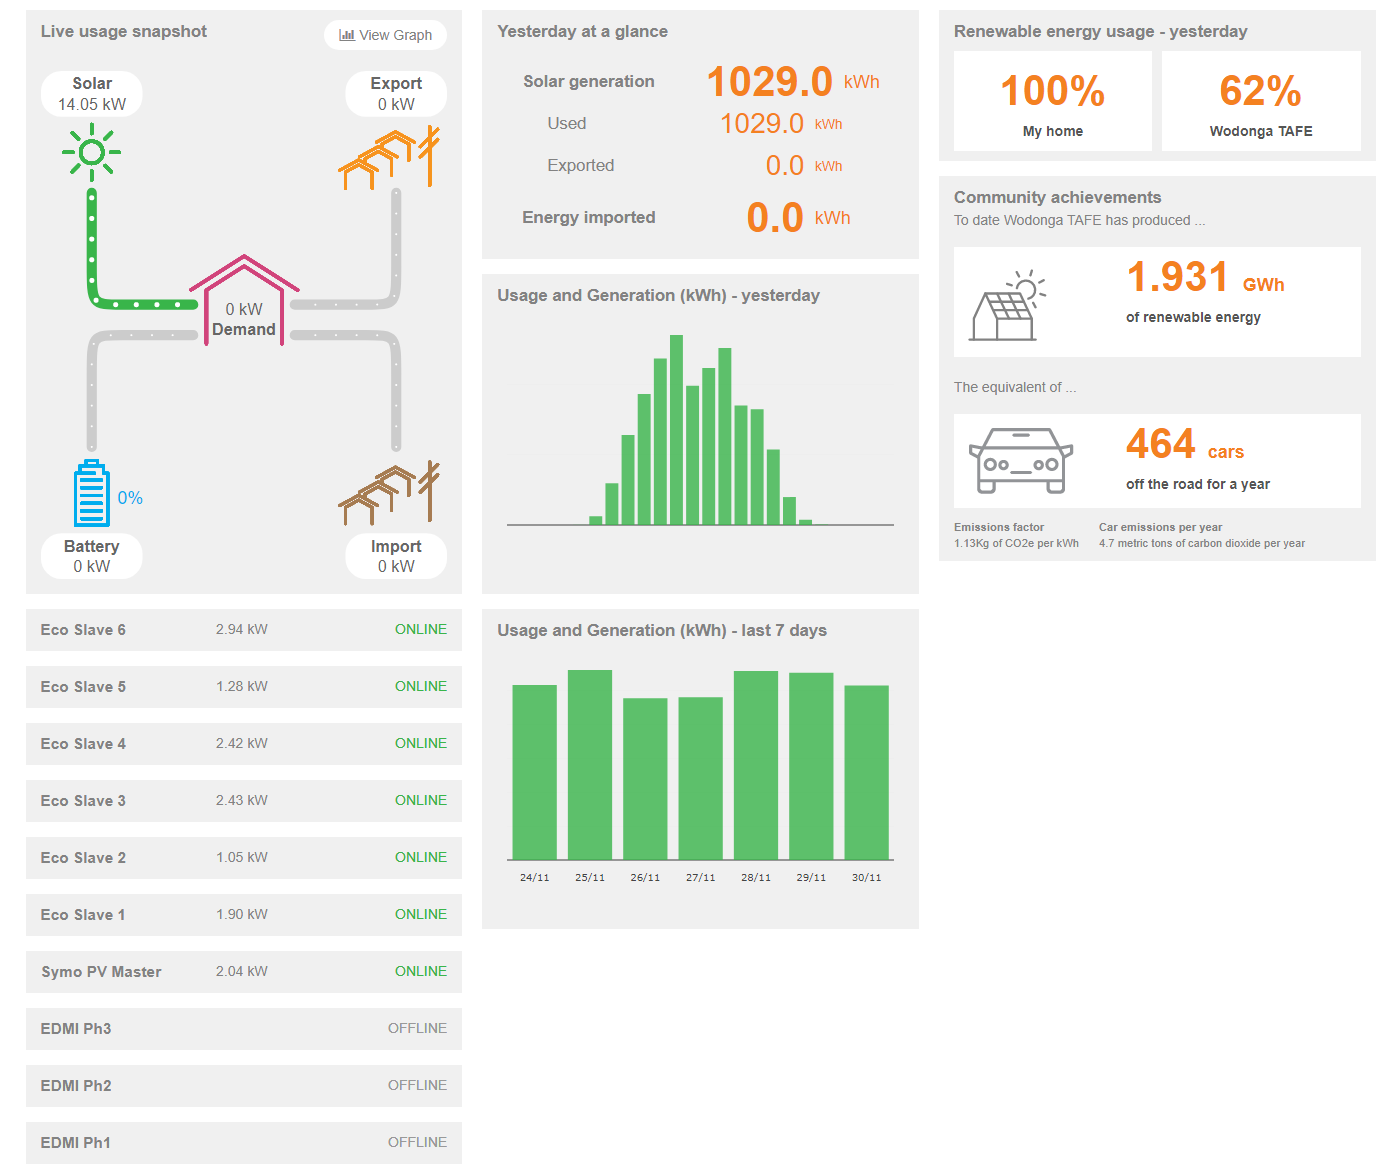 Live usage snapshot
View Graph
Solar
14.05 kW
Export
0 kW
0 kW
Demand
0%
Battery
0 kW
Import
0 kW
Eco Slave 6 2.94 kW ONLINE
Eco Slave 5 1.28 kW ONLINE
Eco Slave 4 2.42 kW ONLINE
Eco Slave 3 2.43 kW ONLINE
Eco Slave 2 1.05 kW ONLINE
Eco Slave 1 1.90 kW ONLINE
Symo PV Master 2.04 kW ONLINE
EDMI Ph3 OFFLINE
EDMI Ph2 OFFLINE
EDMI Ph1 OFFLINE
Yesterday at a glance
Solar generation 1029.0 kWh
Used 1029.0 kWh
Exported 0.0 kWh
Energy imported 0.0 kWh
Usage and Generation (kWh) - yesterday
Usage and Generation (kWh) - last 7 days
24/11 25/11 26/11 27/11 28/11 29/11 30/11
Renewable energy usage - yesterday
100%
My home
62%
Wodonga TAFE
Community achievements
To date Wodonga TAFE has produced ...
1.931 GWh
of renewable energy
The equivalent of ...
464 cars
off the road for a year
Emissions factor
1.13Kg of CO2e per kWh
Car emissions per year
4.7 metric tons of carbon dioxide per year